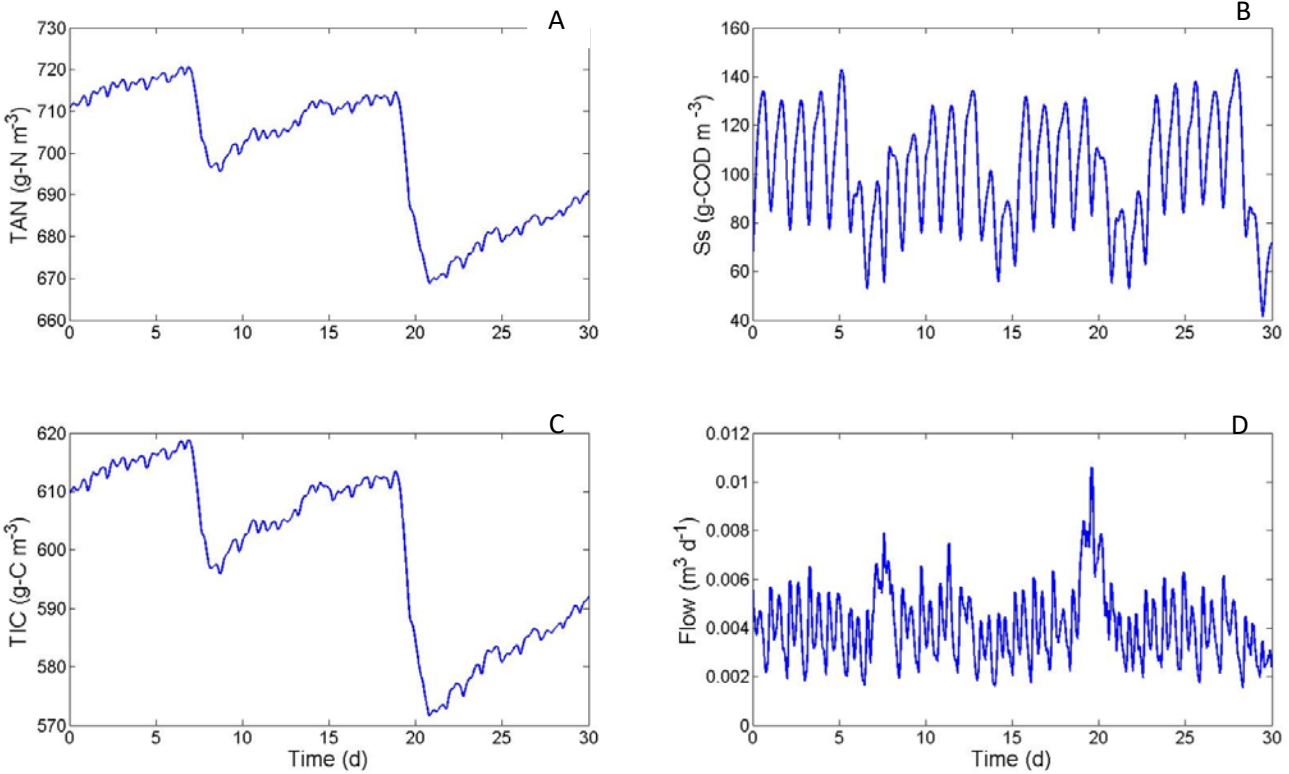 A
730
720
710
700
690
680
670
660
TAN (g-N m-3)
0 5 10 15 20 25 30
B
160
140
120
100
80
60
40
Ss (g-COD m -3)
0 5 10 15 20 25 30
C
620
610
600
590
580
570
TIC (g-C m-3)
0 5 10 15 20 25 30
Time (d)
D
0.012
0.01
0.008
0.006
0.004
0.002
0
Flow (m3 d-1)
0 5 10 15 20 25 30
Time (d)